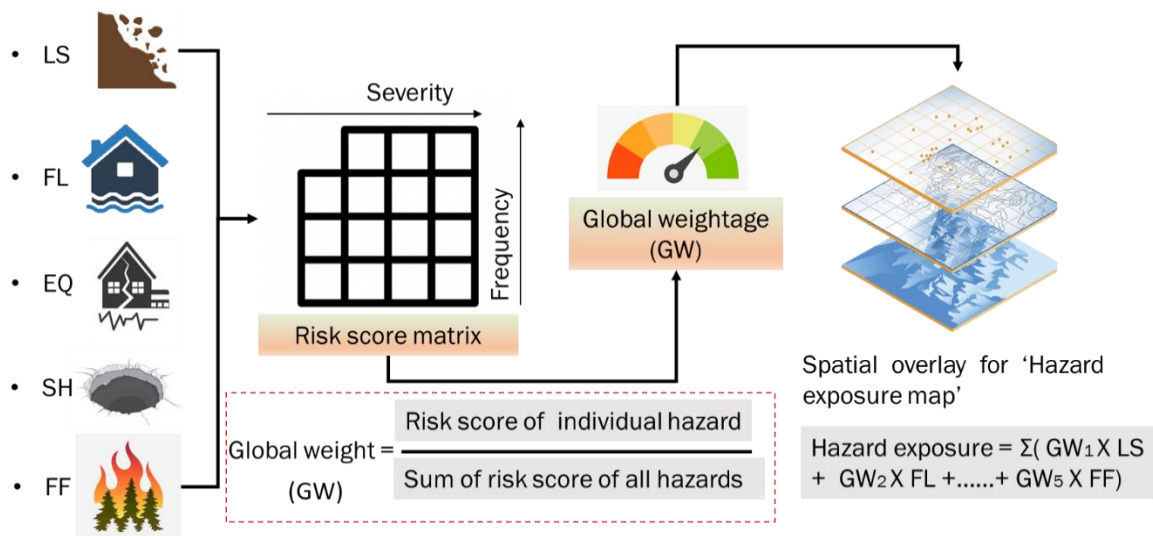 • LS
• FL
• EQ
• SH
• FF
Severity
Frequency
Risk score matrix
Global weightage
(GW)
Global weight =
(GW)
Risk score of individual hazard
Sum of risk score of all hazards
Spatial overlay for ‘Hazard
exposure map’
Hazard exposure = Σ( GW₁ X LS
+ GW₂ X FL +......+ GW₅ X FF)